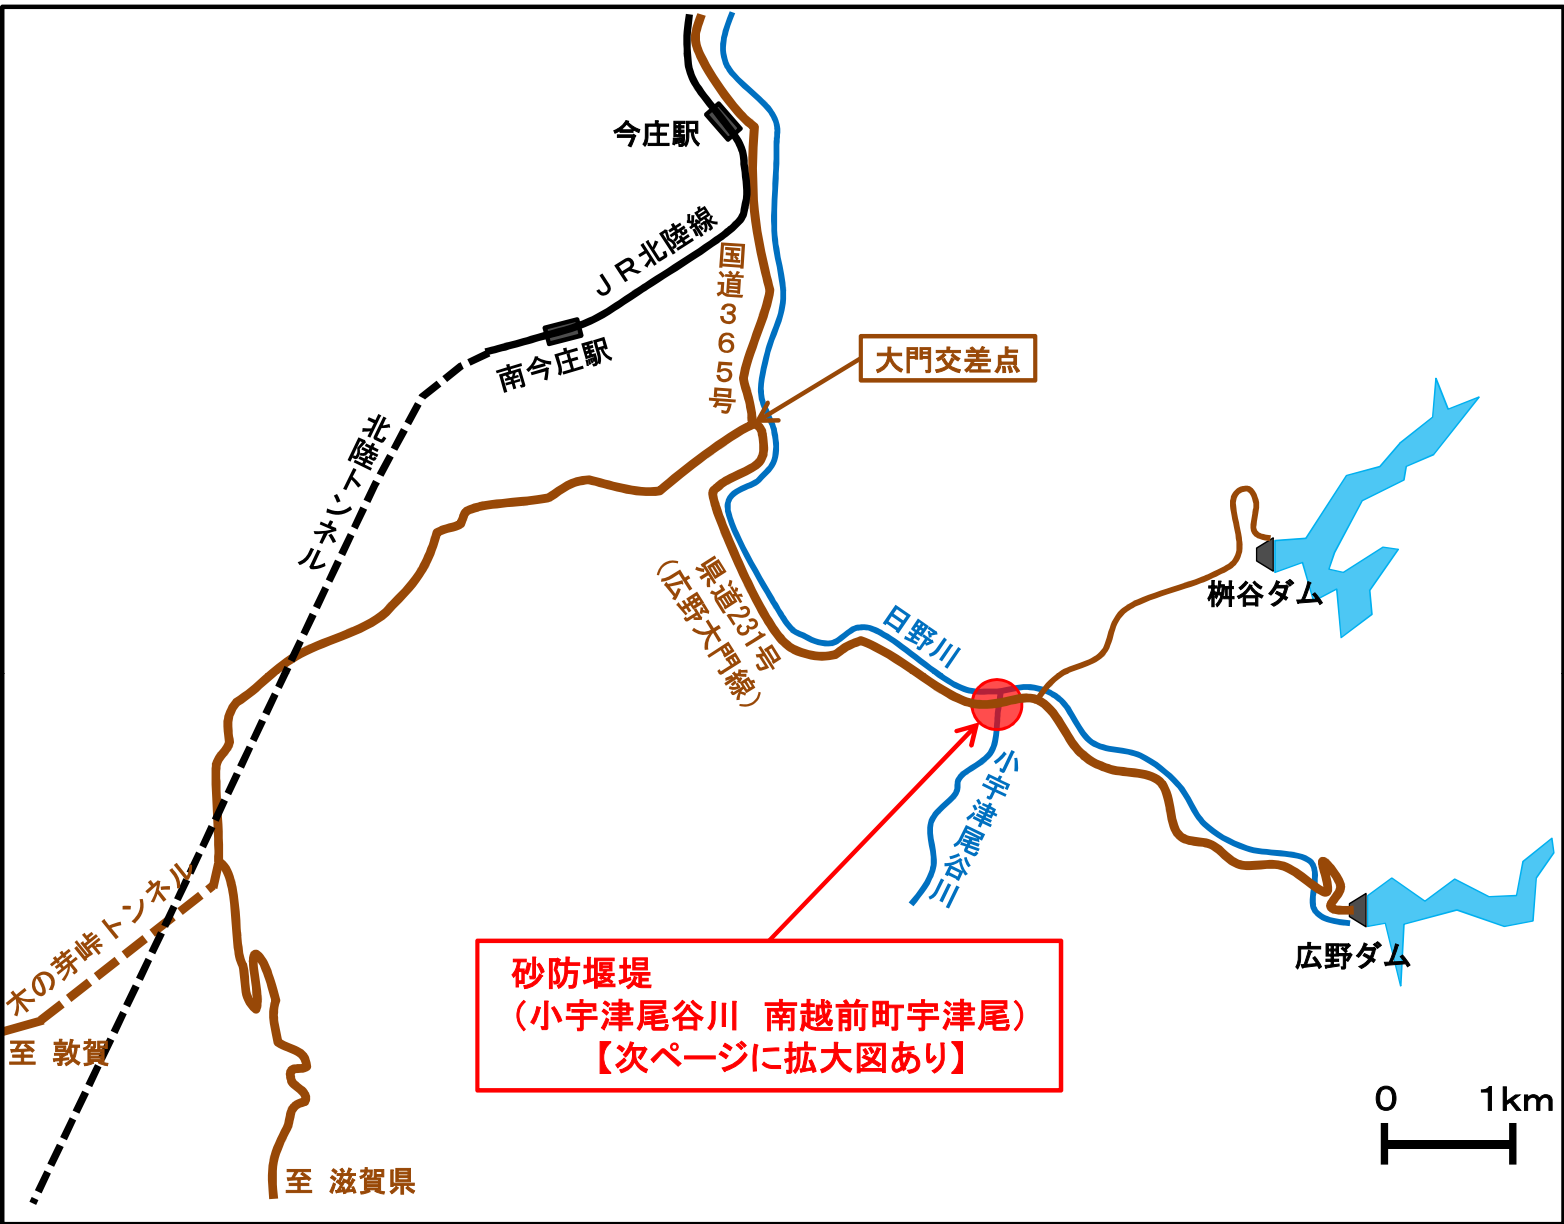 今庄駅
JR北陸線
国道365号
南今庄駅
大門交差点
北陸トンネル
県道231号
(広野大門線)
桝谷ダム
日野川
小宇津尾谷川
木の芽峠トンネル
至 敦賀
広野ダム
砂防堰堤
(小宇津尾谷川 南越前町宇津尾)
【次ページに拡大図あり】
0 1km
至 滋賀県